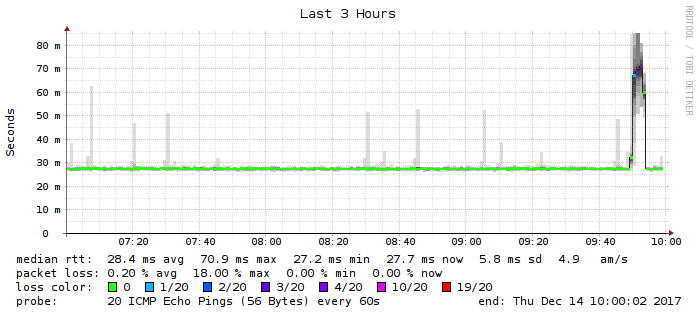 Last 3 Hours
RRDTOOL / TOBI OETIKER
Seconds
80 m
70 m
60 m
50 m
40 m
30 m
20 m
10 m
0
07:20 07:40 08:00 08:20 08:40 09:00 09:20 09:40 10:00
median rtt: 28.4 ms avg 70.9 ms max 27.2 ms min 27.7 ms now 5.8 ms sd 4.9 am/s
packet loss: 0.20 % avg 18.00 % max 0.00 % min 0.00 % now
loss color: 0 1/20 2/20 3/20 4/20 10/20 19/20
probe: 20 ICMP Echo Pings (56 Bytes) every 60s end: Thu Dec 14 10:00:02 2017